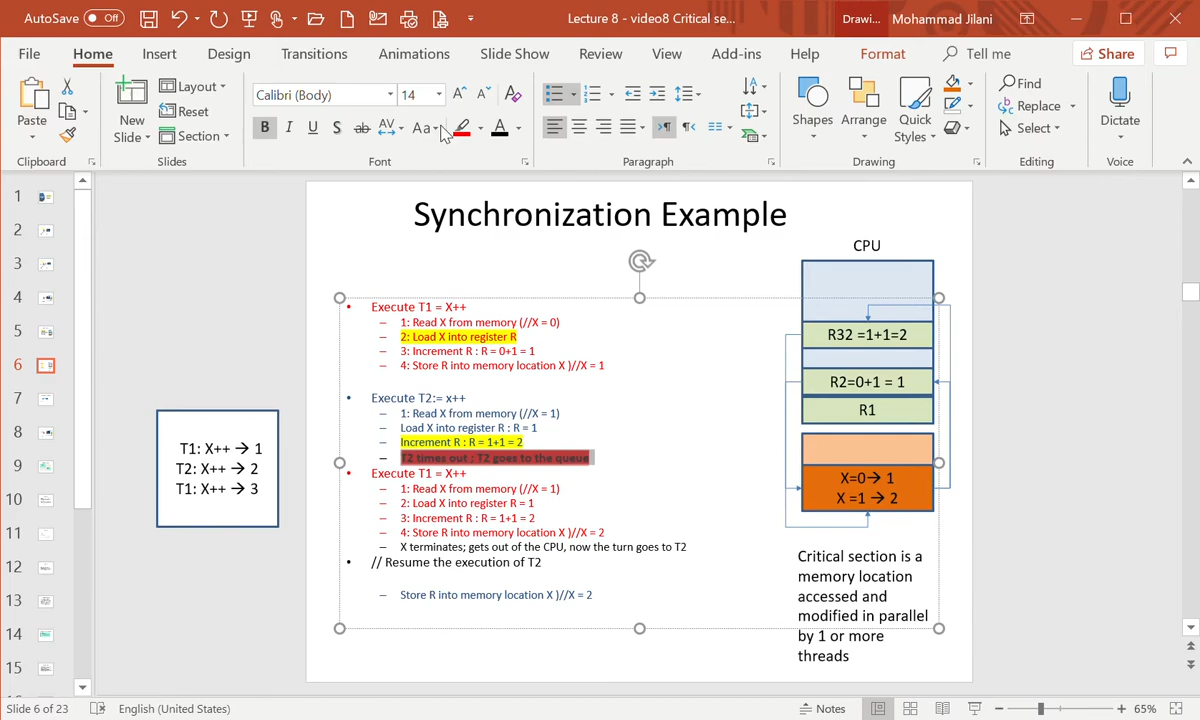 AutoSave Off Lecture 8 - video8 Critical se... Drawi... Mohammad Jilani
File Home Insert Design Transitions Animations Slide Show Review View Add-ins Help Format Tell me Share
Paste
New
Slide
Layout
Reset
Section
Calibri (Body) 14
B I U S ab AV Aa A
Shapes Arrange Quick
Styles
Find
Replace
Select
Dictate
Clipboard Slides Font Paragraph Drawing Editing Voice
1
2
3
4
5
6
7
8
9
10
11
12
13
14
15
Synchronization Example
T1: X++ → 1
T2: X++ → 2
T1: X++ → 3
• Execute T1 = X++
– 1: Read X from memory (//X = 0)
– 2: Load X into register R
– 3: Increment R : R = 0+1 = 1
– 4: Store R into memory location X )//X = 1
• Execute T2:= x++
– 1: Read X from memory (//X = 1)
– Load X into register R : R = 1
– Increment R : R = 1+1 = 2
– T2 times out ; T2 goes to the queue
• Execute T1 = X++
– 1: Read X from memory (//X = 1)
– 2: Load X into register R = 1
– 3: Increment R : R = 1+1 = 2
– 4: Store R into memory location X )//X = 2
– X terminates; gets out of the CPU, now the turn goes to T2
• // Resume the execution of T2
– Store R into memory location X )//X = 2
CPU
R32 =1+1=2
R2=0+1 = 1
R1
X=0→ 1
X =1 → 2
Critical section is a
memory location
accessed and
modified in parallel
by 1 or more
threads
Slide 6 of 23 English (United States) Notes 65%